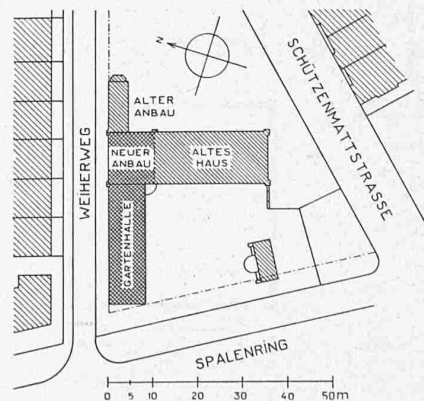 N
ALTER
ANBAU
SCHÜTZENMATTSTRASSE
NEUER
ANBAU
ALTES
HAUS
WEIHERWEG
GARTENHALLE
SPALENRING
0 5 10 20 30 40 50m